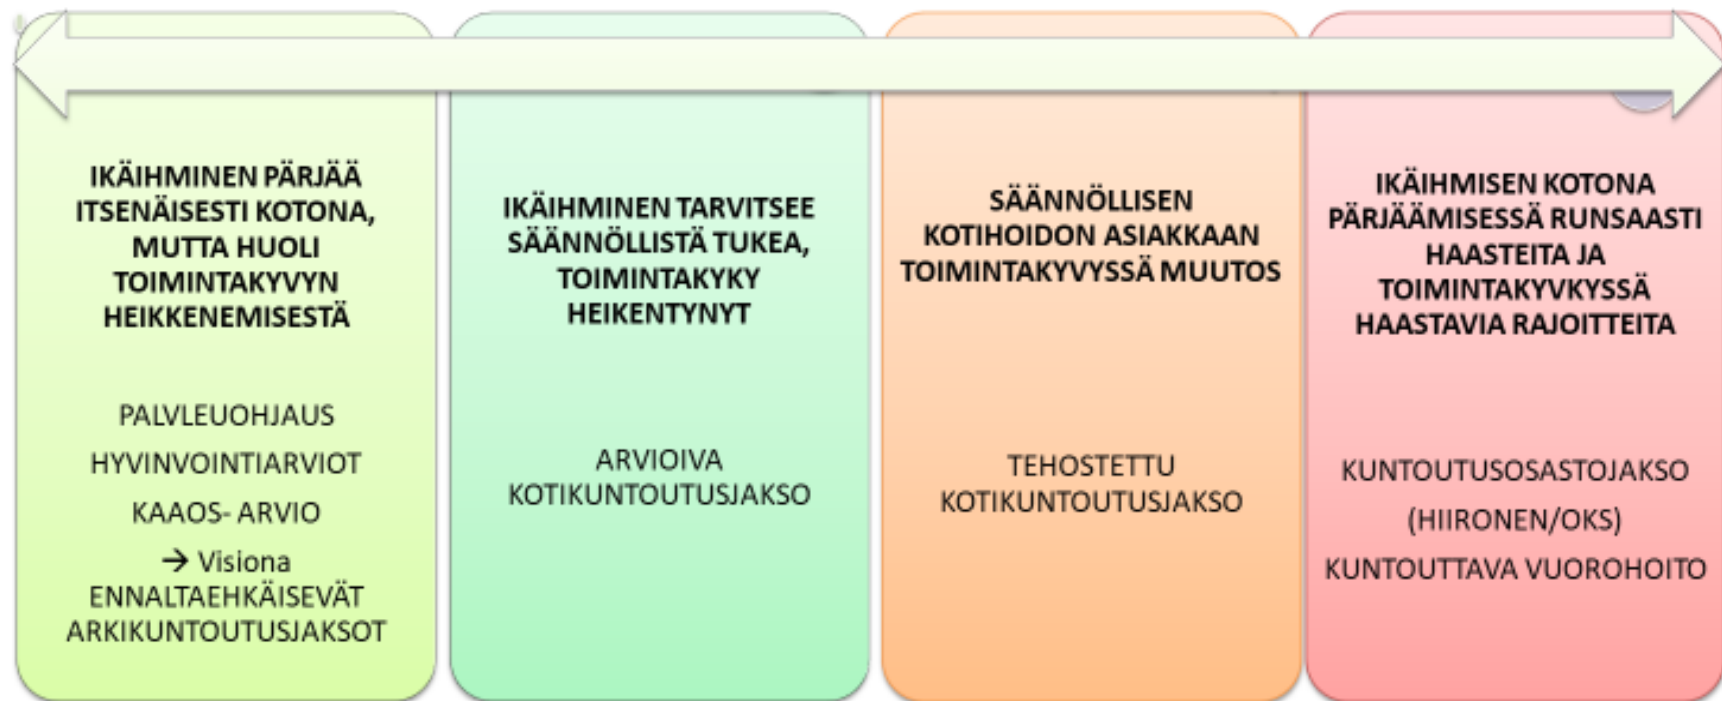 IKÄIHMINEN PÄRJÄÄ
ITSENÄISESTI KOTONA,
MUTTA HUOLI
TOIMINTAKYVYN
HEIKKENEMISESTÄ
PALVLEUOHJAUS
HYVINVOINTIARVIOT
KAAOS- ARVIO
→ Visiona
ENNALTAEHKÄISEVÄT
ARKIKUNTOUTUSJAKSOT
IKÄIHMINEN TARVITSEE
SÄÄNNÖLLISTÄ TUKEA,
TOIMINTAKYKY
HEIKENTYNYT
ARVIOIVA
KOTIKUNTOUTUSJAKSO
SÄÄNNÖLLISEN
KOTIHOIDON ASIAKKAAN
TOIMINTAKYVYSSÄ MUUTOS
TEHOSTETTU
KOTIKUNTOUTUSJAKSO
IKÄIHMISEN KOTONA
PÄRJÄÄMISESSÄ RUNSAASTI
HAASTEITA JA
TOIMINTAKYVKYSSÄ
HAASTAVIA RAJOITTEITA
KUNTOUTUSOSASTOJAKSO
(HIIRONEN/OKS)
KUNTOUTTAVA VUOROHOITO